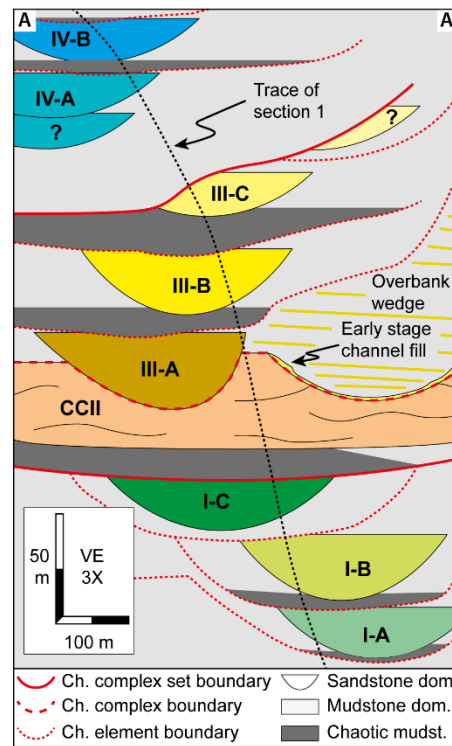 A
A
IV-B
IV-A
?
Trace of
section 1
?
III-C
III-B
Overbank
wedge
Early stage
channel fill
III-A
CCII
I-C
50
m
VE
3X
100 m
I-B
I-A
Ch. complex set boundary
Sandstone dom.
Ch. complex boundary
Mudstone dom.
Ch. element boundary
Chaotic mudst.